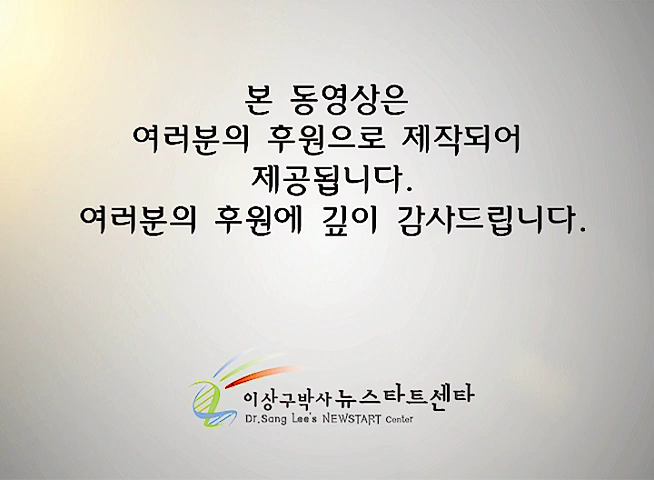 본 동영상은
여러분의 후원으로 제작되어
제공됩니다.
여러분의 후원에 깊이 감사드립니다.
이상구박사 뉴스타트센타
Dr.Sang Lee's NEWSTART Center